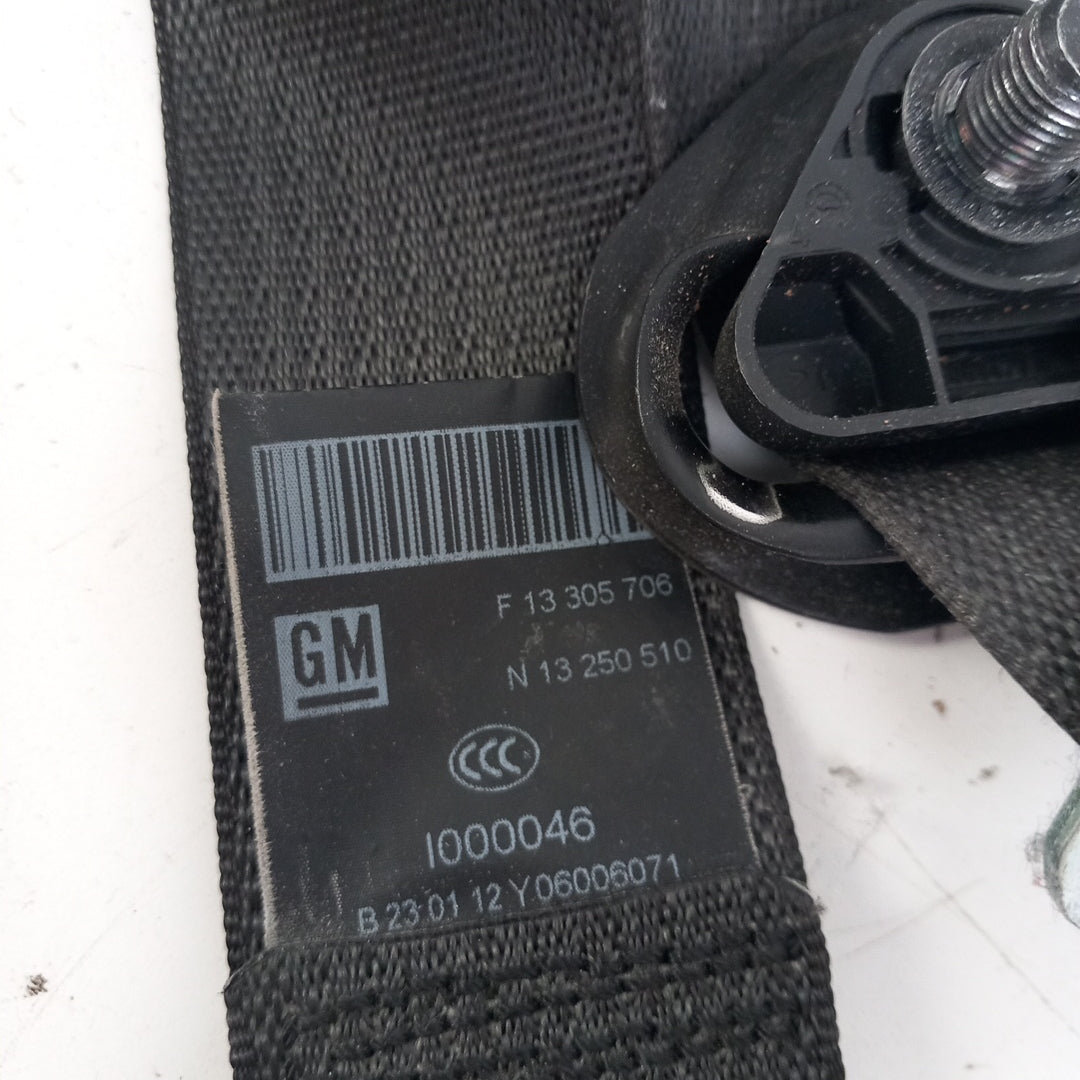 F 13 305 706
GM
N 13 250 510
CCC
I000046
B 23 01 12 Y06006071